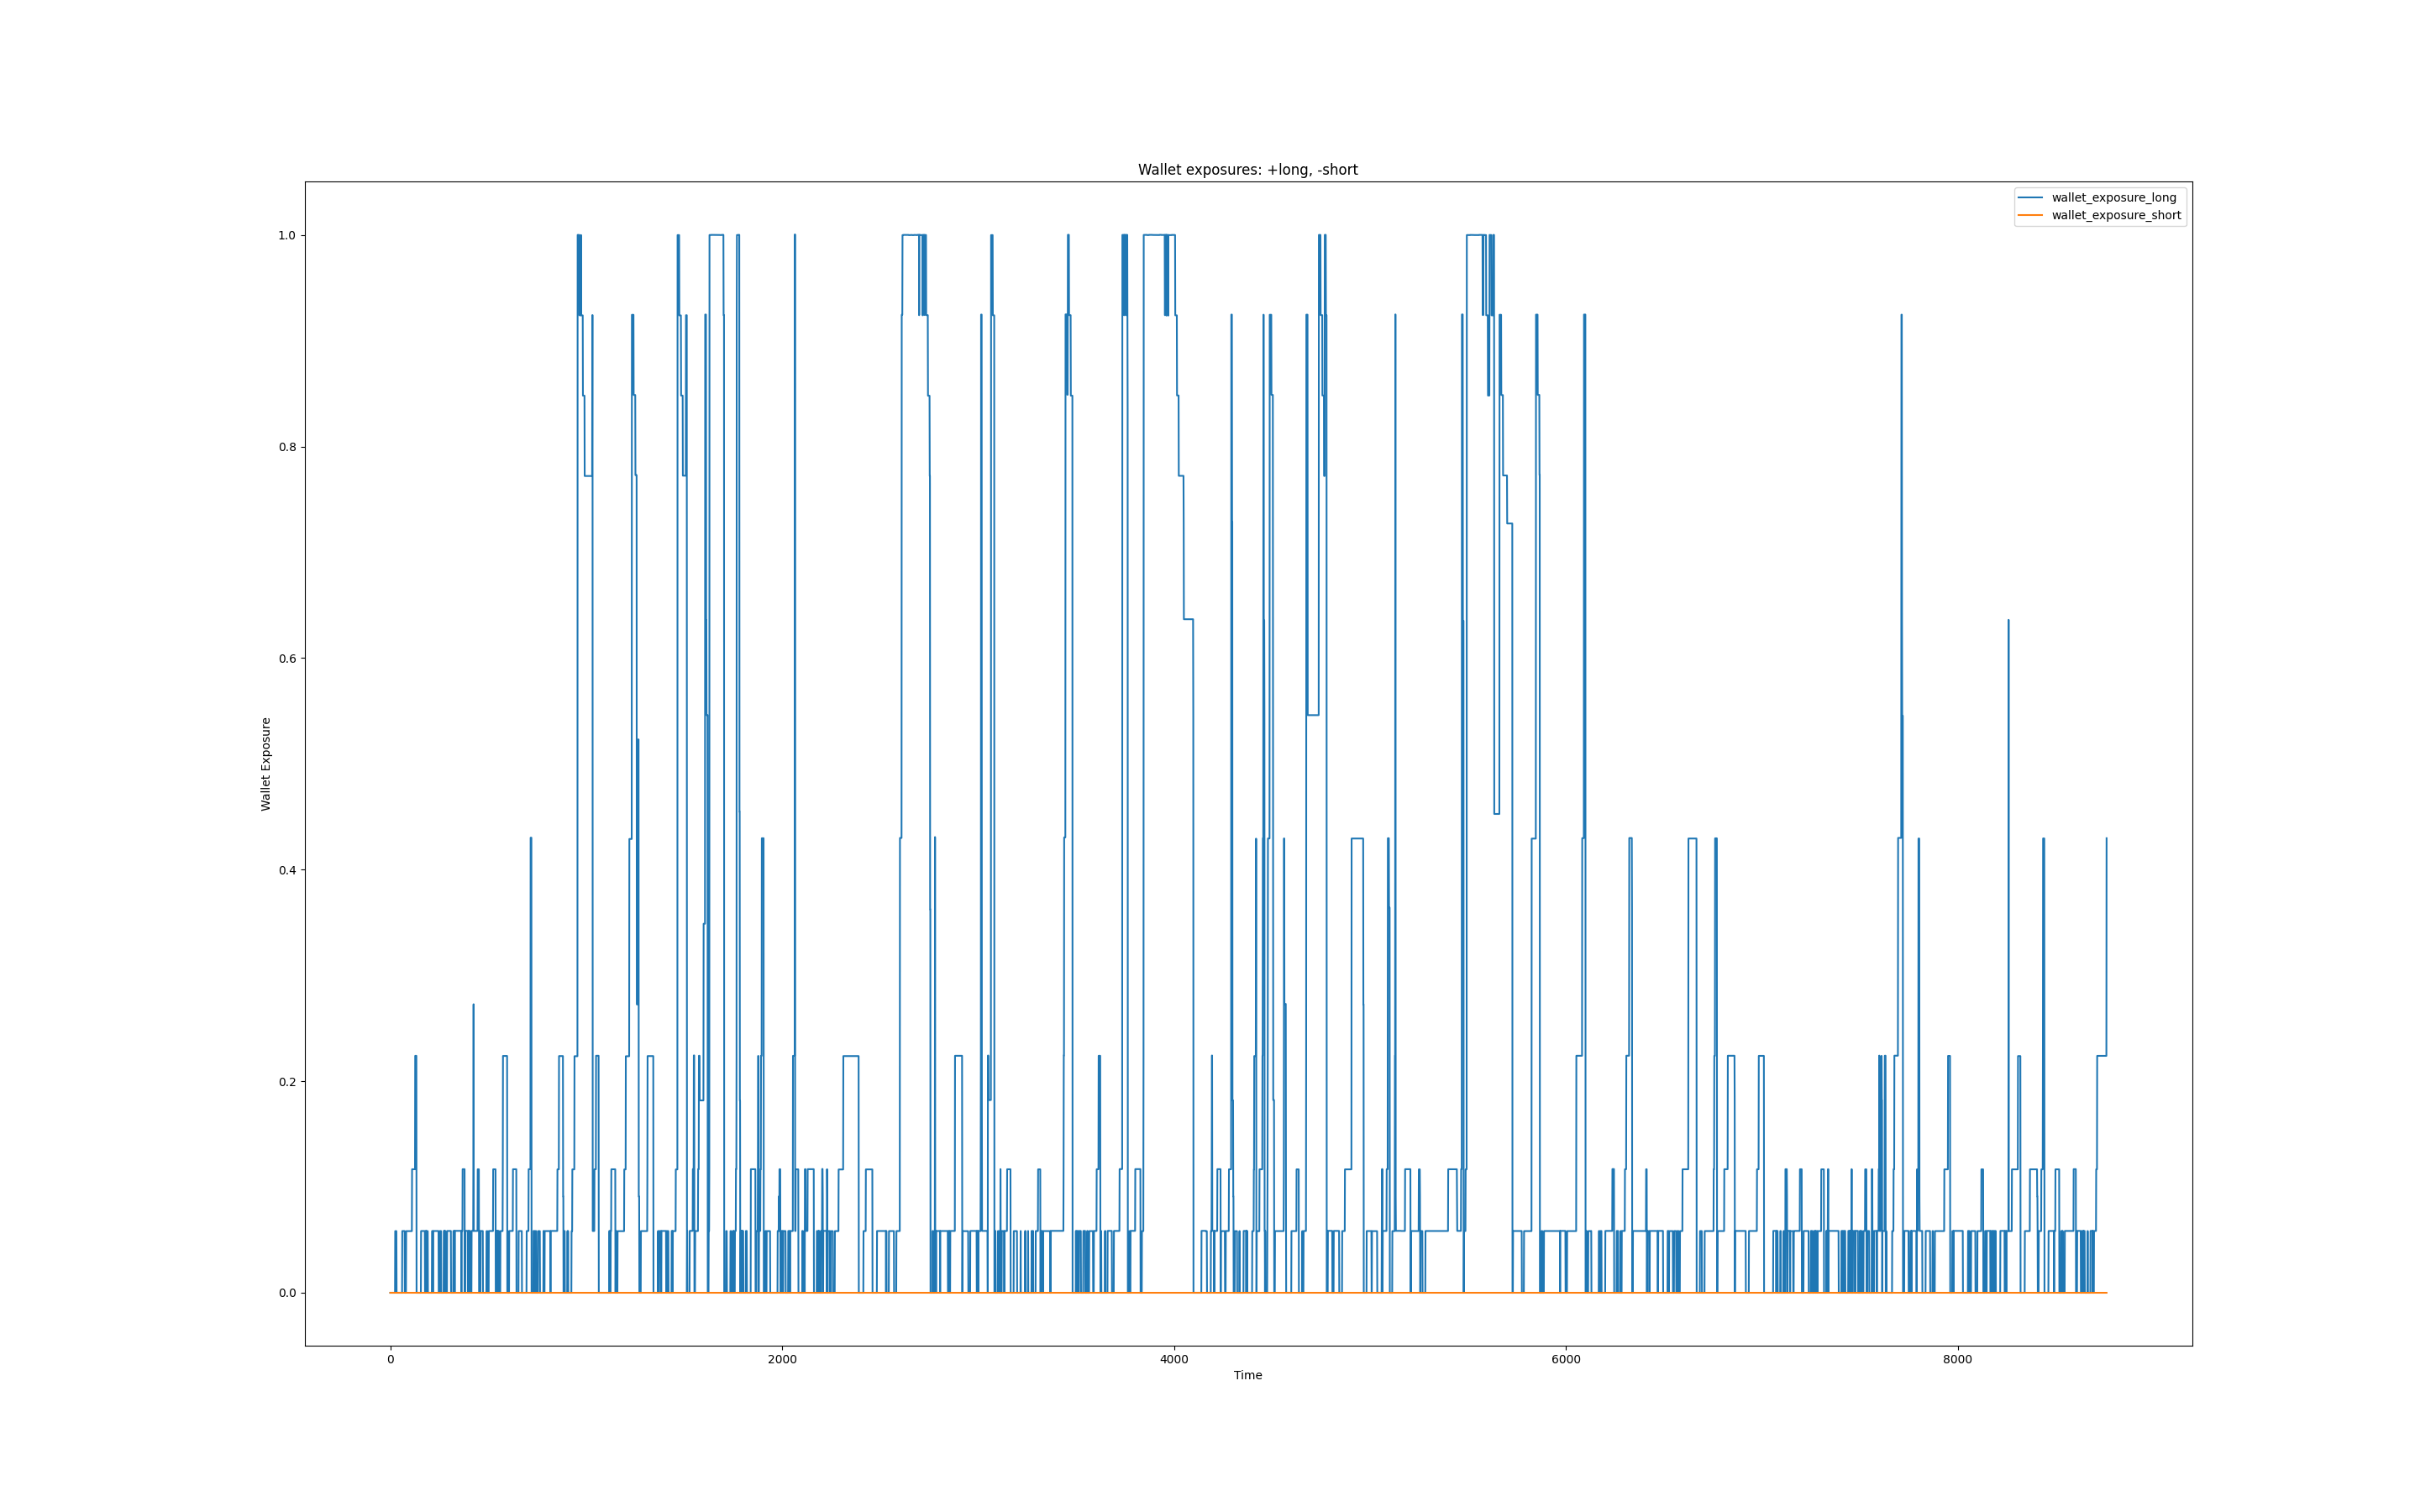 Wallet exposures: +long, -short
wallet_exposure_long
wallet_exposure_short
1.0
0.8
0.6
0.4
0.2
0.0
Wallet Exposure
0 2000 4000 6000 8000
Time